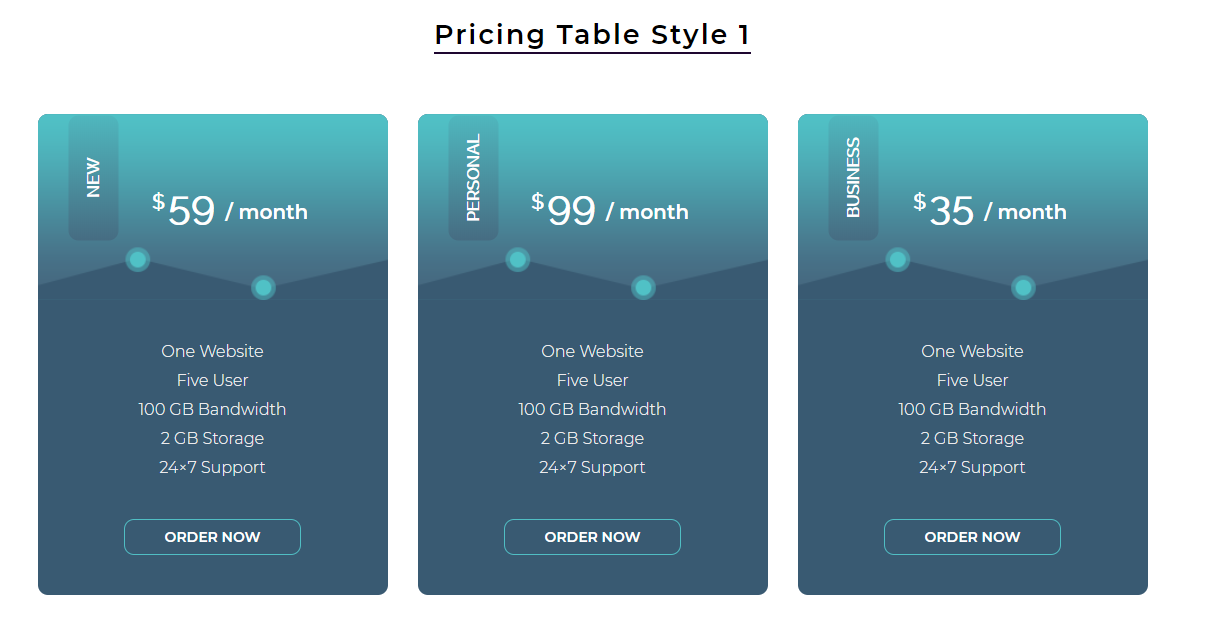 Pricing Table Style 1
NEW
$59 / month
One Website
Five User
100 GB Bandwidth
2 GB Storage
24×7 Support
ORDER NOW
PERSONAL
$99 / month
One Website
Five User
100 GB Bandwidth
2 GB Storage
24×7 Support
ORDER NOW
BUSINESS
$35 / month
One Website
Five User
100 GB Bandwidth
2 GB Storage
24×7 Support
ORDER NOW